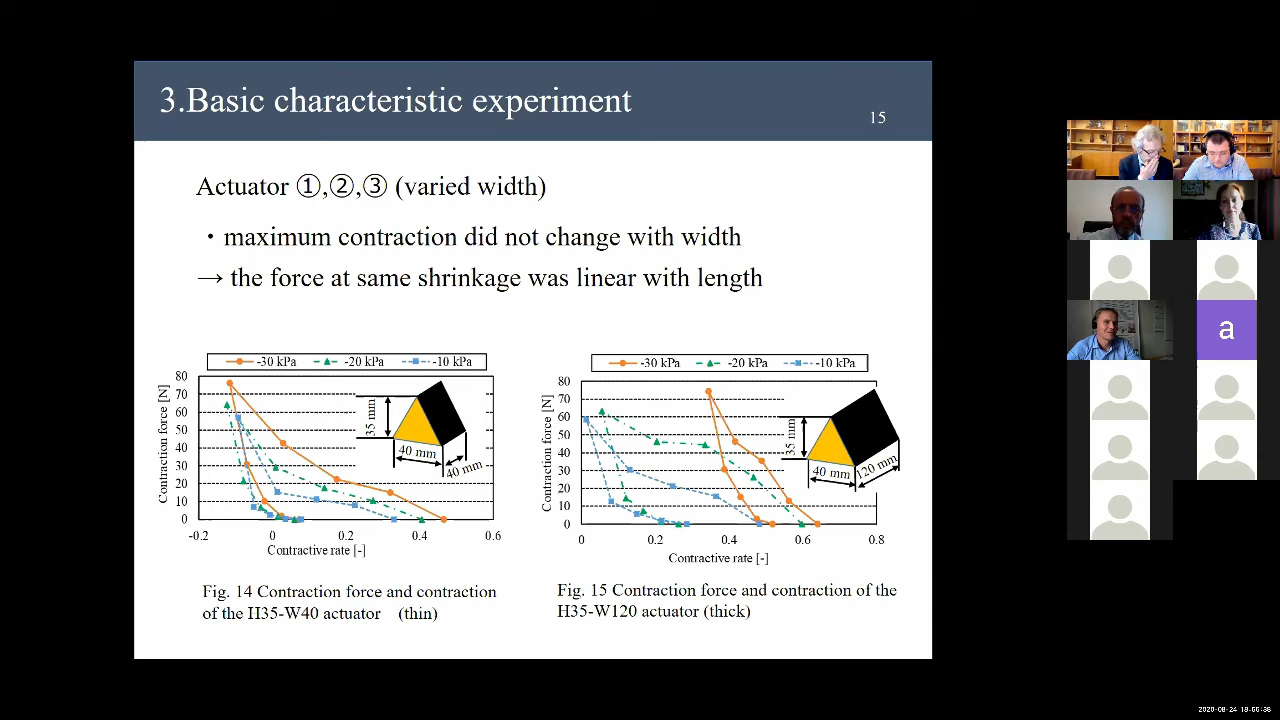 3.Basic characteristic experiment
15
Actuator ①,②,③ (varied width)
・maximum contraction did not change with width
→ the force at same shrinkage was linear with length
-30 kPa -20 kPa -10 kPa
Contraction force [N]
80
70
60
50
40
30
20
10
0
-0.2 0 0.2 0.4 0.6
Contractive rate [-]
35 mm
40 mm
40 mm
Fig. 14 Contraction force and contraction
of the H35-W40 actuator (thin)
-30 kPa -20 kPa -10 kPa
Contraction force [N]
80
70
60
50
40
30
20
10
0
0 0.2 0.4 0.6 0.8
Contractive rate [-]
35 mm
40 mm
120 mm
Fig. 15 Contraction force and contraction of the
H35-W120 actuator (thick)
a